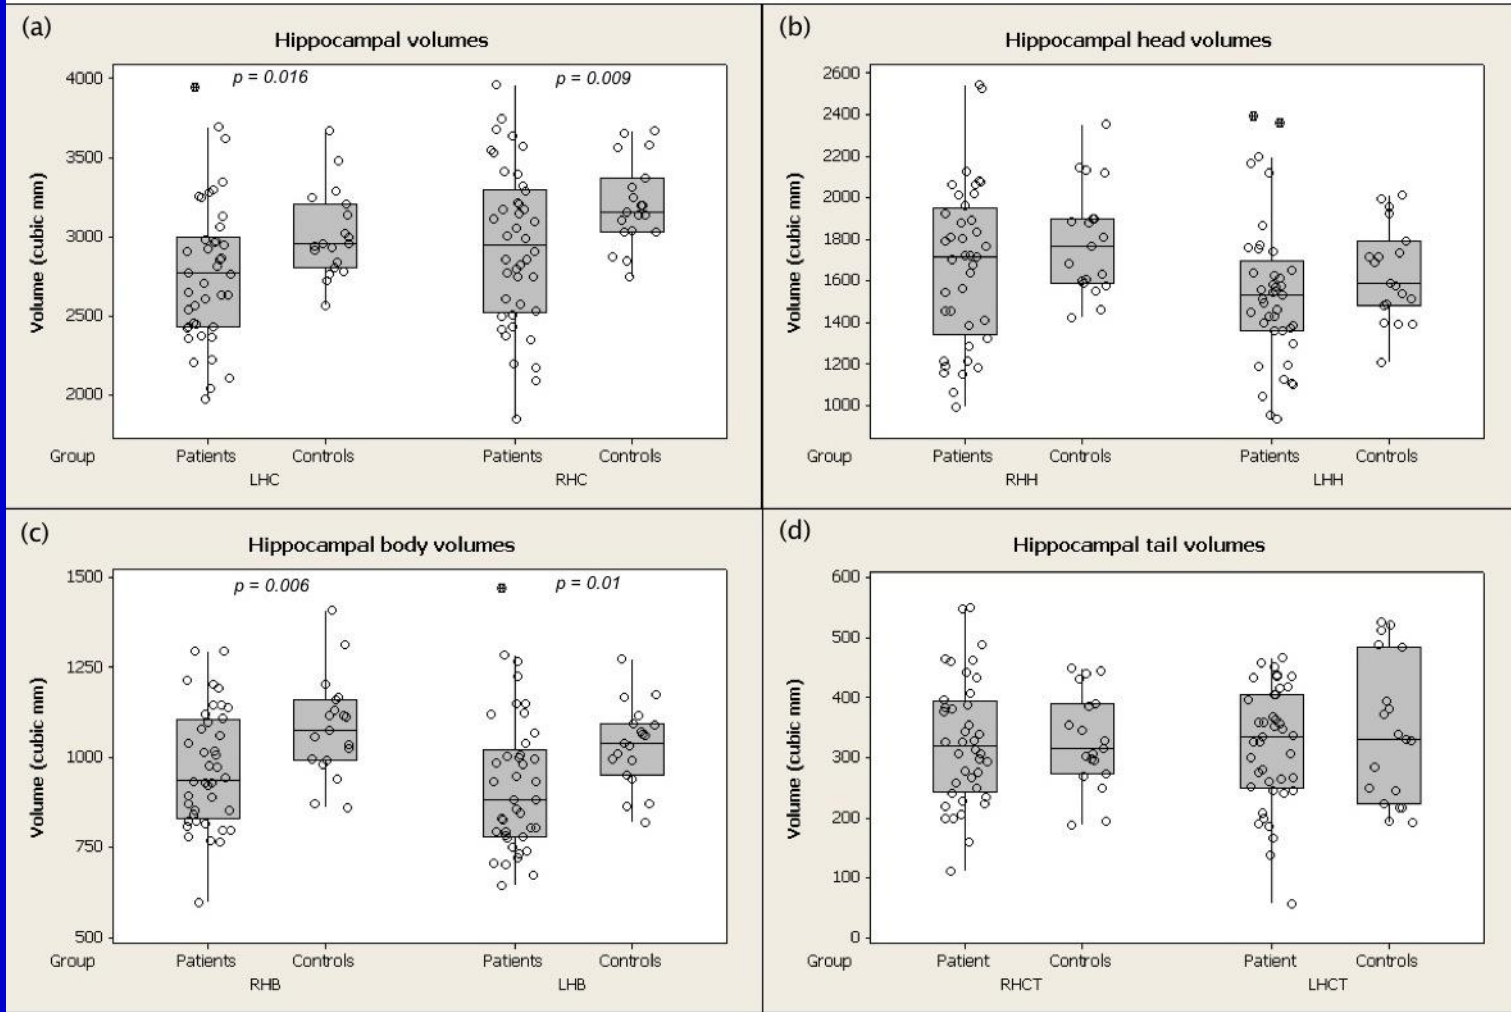 (a)
Hippocampal volumes
p = 0.016
p = 0.009
Volume (cubic mm)
4000
3500
3000
2500
2000
Group
Patients
Controls
Patients
Controls
LHC
RHC
(b)
Hippocampal head volumes
Volume (cubic mm)
2600
2400
2200
2000
1800
1600
1400
1200
1000
Group
Patients
Controls
Patients
Controls
RHH
LHH
(c)
Hippocampal body volumes
p = 0.006
p = 0.01
Volume (cubic mm)
1500
1250
1000
750
500
Group
Patients
Controls
Patients
Controls
RHB
LHB
(d)
Hippocampal tail volumes
Volume (cubic mm)
600
500
400
300
200
100
0
Group
Patient
Controls
Patient
Controls
RHCT
LHCT